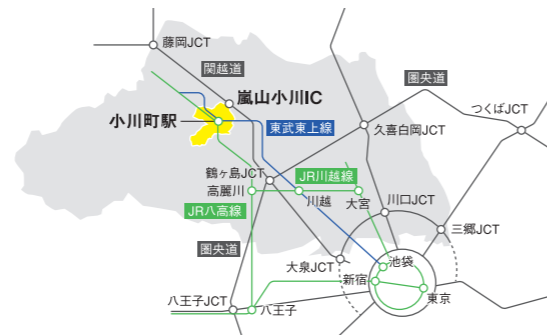 藤岡JCT
関越道
圏央道
嵐山小川IC
つくばJCT
小川町駅
東武東上線
久喜白岡JCT
鶴ヶ島JCT
JR川越線
高麗川
川越
大宮
川口JCT
JR八高線
三郷JCT
圏央道
大泉JCT
池袋
新宿
東京
八王子JCT
八王子